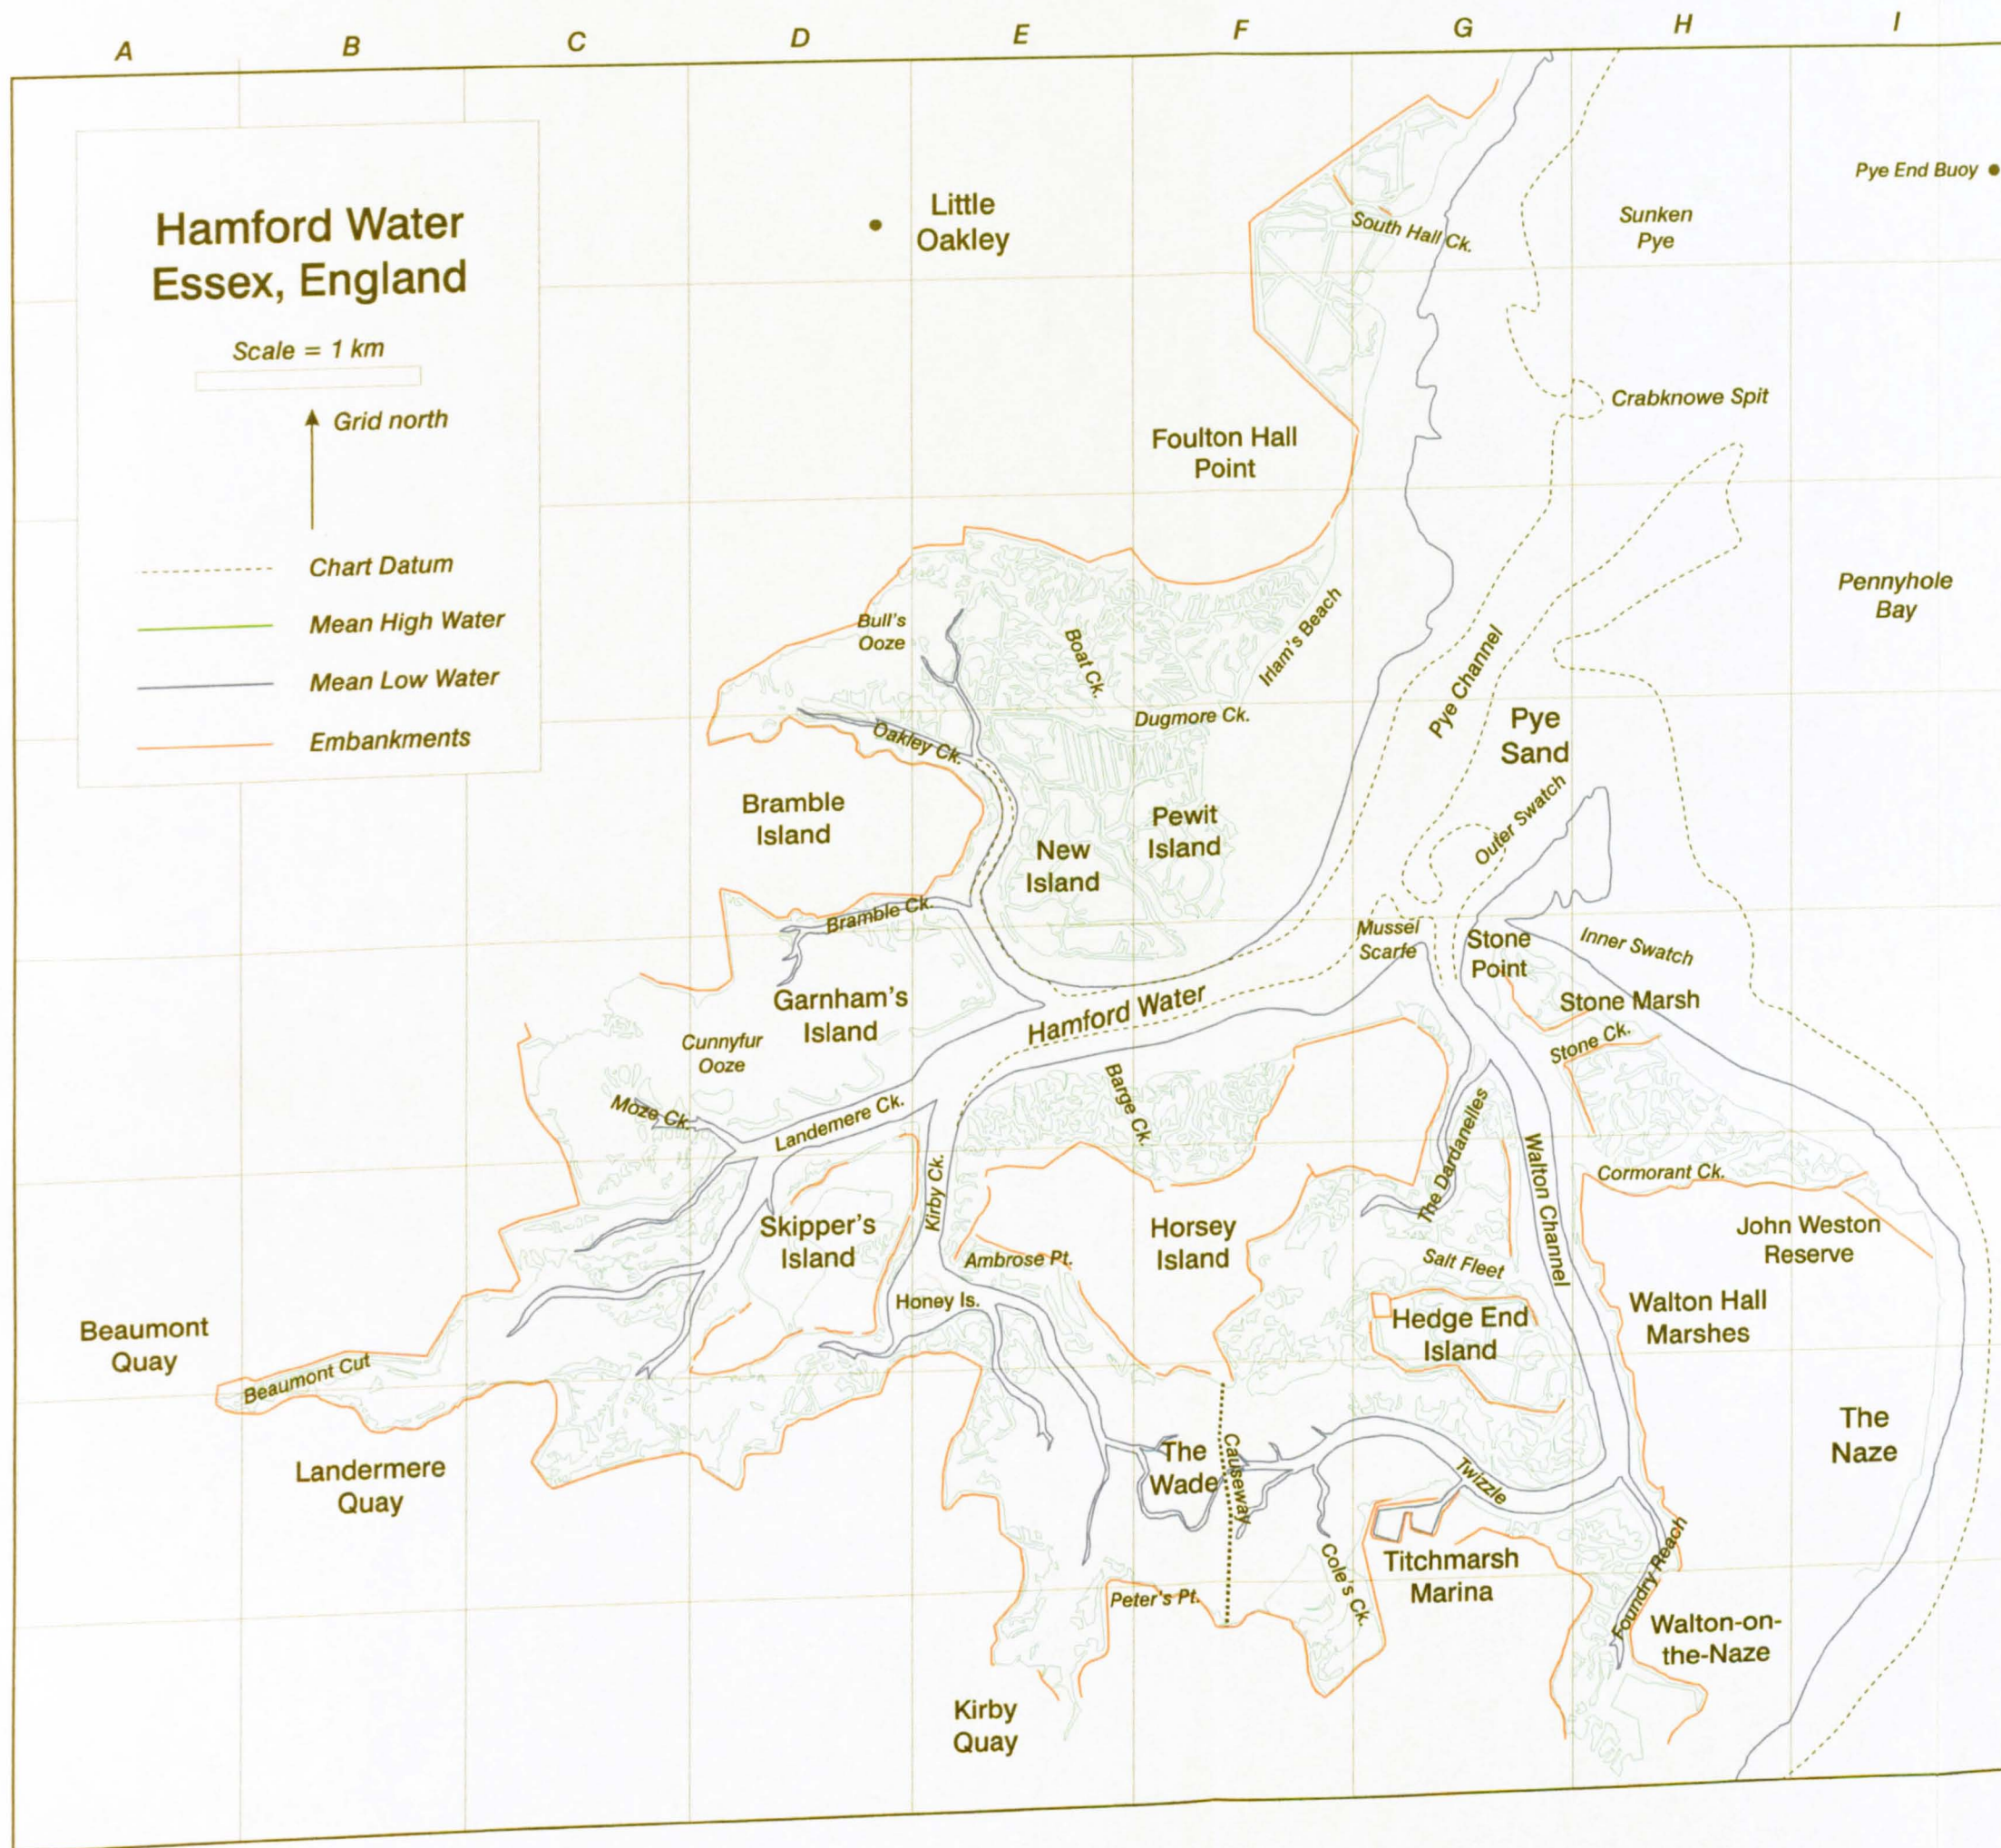 A B C D E F G H I
Hamford Water
Essex, England
Scale = 1 km
Grid north
Chart Datum
Mean High Water
Mean Low Water
Embankments
Little
Oakley
South Hall Ck.
Sunken
Pye
Pye End Buoy
Crabknowe Spit
Foulton Hall
Point
Pennyhole
Bay
Bull's
Ooze
Boat Ck.
Irlam's Beach
Pye Channel
Dugmore Ck.
Oakley Ck.
Pye
Sand
Bramble
Island
New
Island
Pewit
Island
Outer Swatch
Bramble Ck.
Mussel
Scarfe
Stone
Point
Inner Swatch
Garnham's
Island
Hamford Water
Stone Marsh
Stone Ck.
Cunnyfur
Ooze
Moze Ck.
Landemere Ck.
Barge Ck.
The Dardanelles
Walton Channel
Cormorant Ck.
Kirby Ck.
Skipper's
Island
Horsey
Island
John Weston
Reserve
Ambrose Pt.
Salt Fleet
Honey Is.
Hedge End
Island
Walton Hall
Marshes
Beaumont
Quay
Beaumont Cut
The
Naze
Landermere
Quay
The
Wade
Causeway
Twizzle
Cole's Ck.
Titchmarsh
Marina
Foundry Reach
Peter's Pt.
Walton-on-
the-Naze
Kirby
Quay